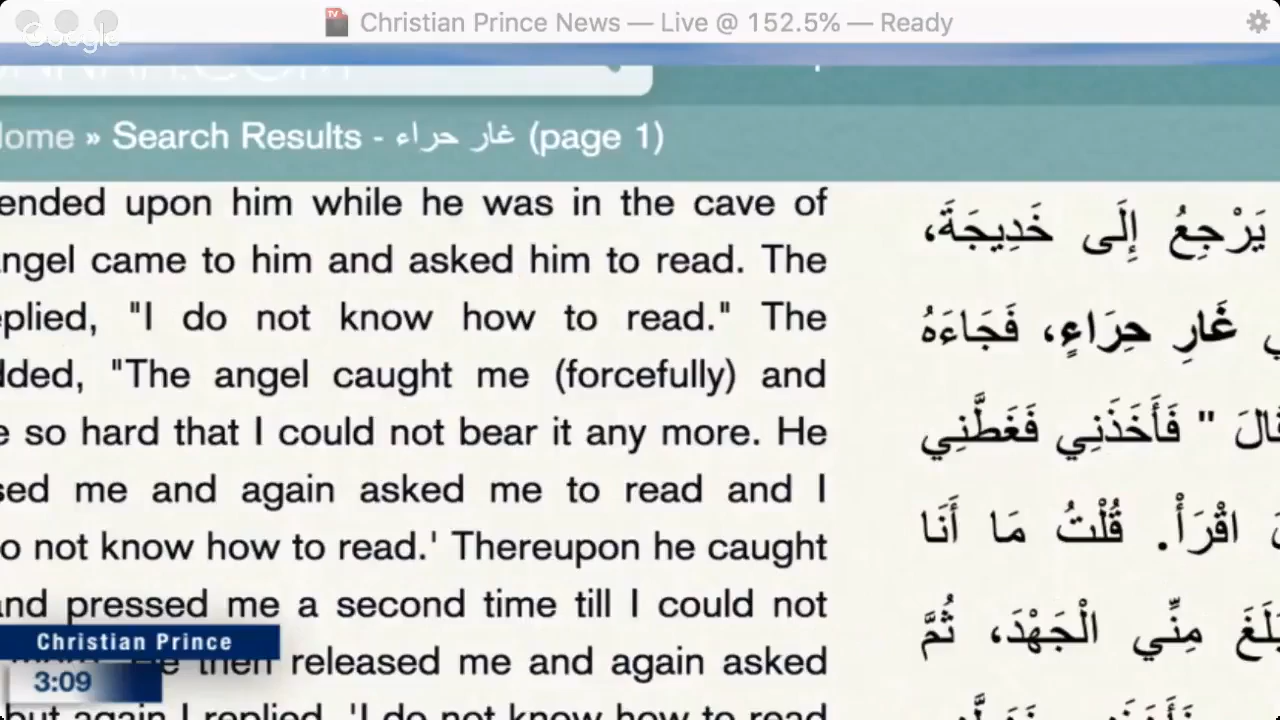 Christian Prince News — Live @ 152.5% — Ready
Google
Home » Search Results - غار حراء (page 1)
ended upon him while he was in the cave of
angel came to him and asked him to read. The
eplied, "I do not know how to read." The
dded, "The angel caught me (forcefully) and
e so hard that I could not bear it any more. He
sed me and again asked me to read and I
o not know how to read.' Thereupon he caught
and pressed me a second time till I could not
He then released me and again asked
but again I replied, 'I do not know how to read
يَرْجِعُ إِلَى خَدِيجَةَ،
غَارِ حِرَاءٍ، فَجَاءَهُ
قَالَ " فَأَخَذَنِي فَغَطَّنِي
اقْرَأْ. قُلْتُ مَا أَنَا
بَلَغَ مِنِّي الْجَهْدَ، ثُمَّ
Christian Prince
3:09